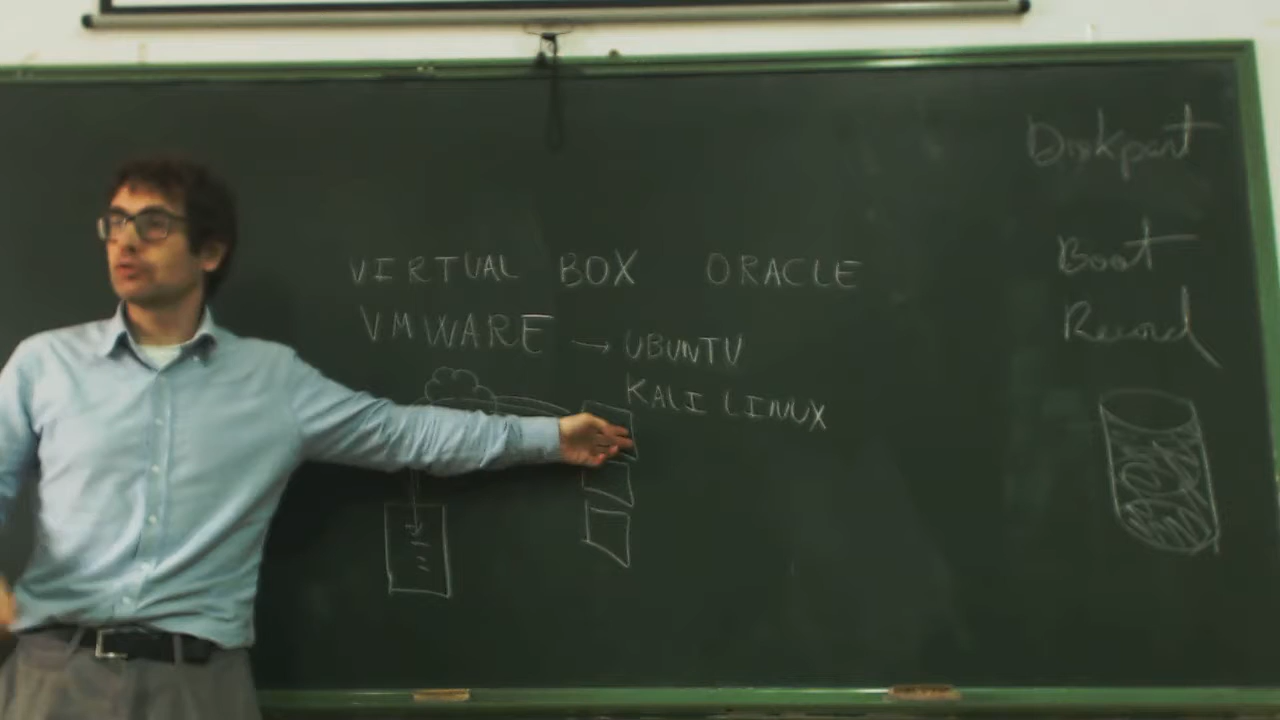 VIRTUAL BOX ORACLE
VMWARE → UBUNTU
KALI LINUX
Diskpart
Boot
Record